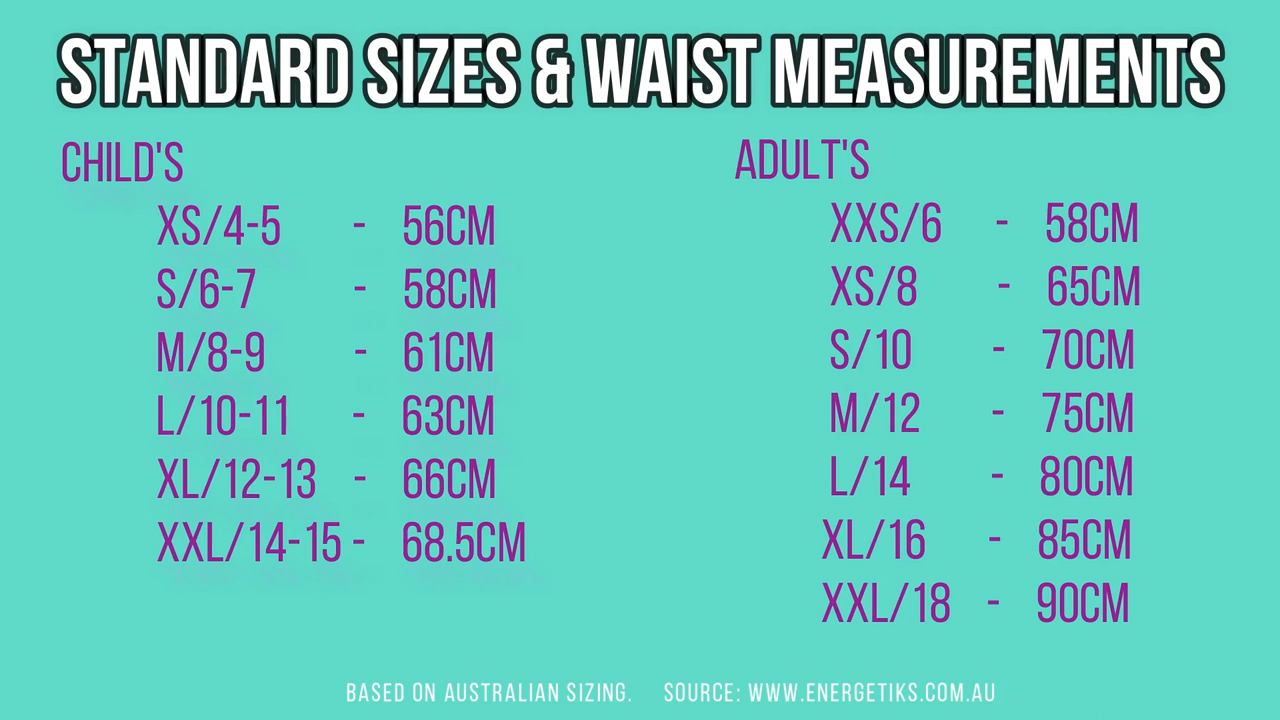 STANDARD SIZES & WAIST MEASUREMENTS
CHILD'S
XS/4-5 - 56CM
S/6-7 - 58CM
M/8-9 - 61CM
L/10-11 - 63CM
XL/12-13 - 66CM
XXL/14-15 - 68.5CM
ADULT'S
XXS/6 - 58CM
XS/8 - 65CM
S/10 - 70CM
M/12 - 75CM
L/14 - 80CM
XL/16 - 85CM
XXL/18 - 90CM
BASED ON AUSTRALIAN SIZING. SOURCE: WWW.ENERGETIKS.COM.AU